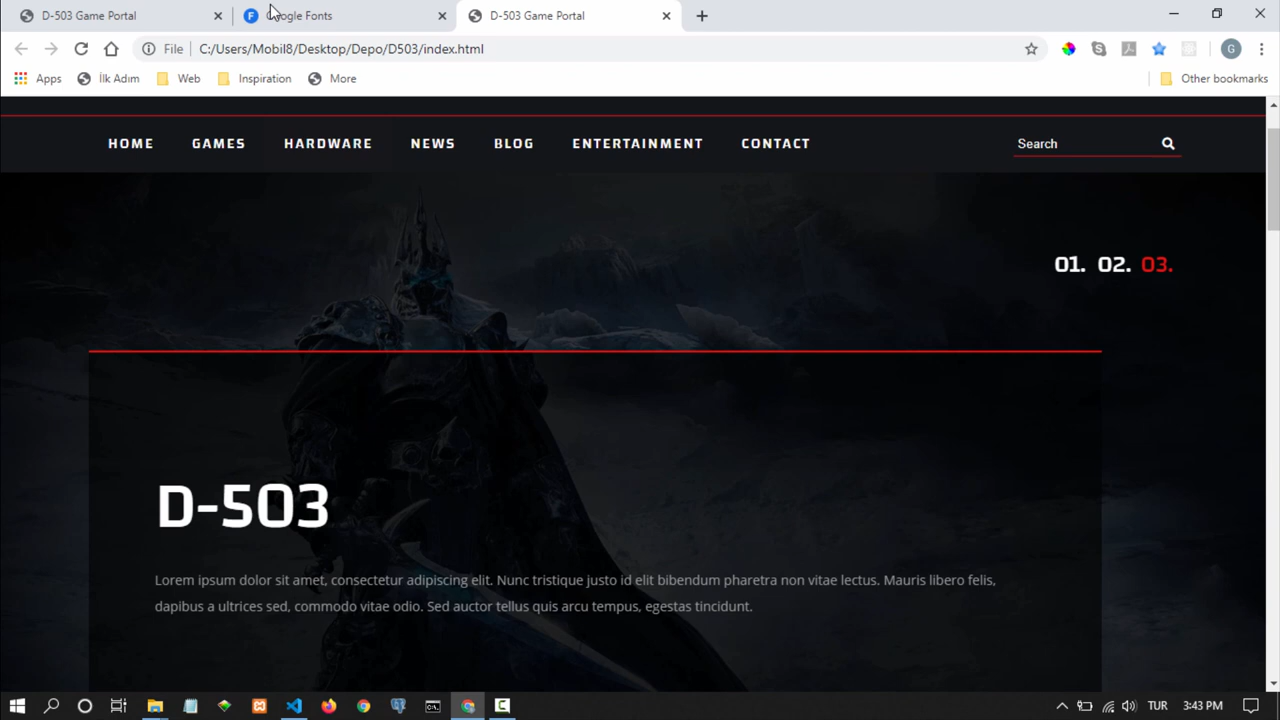 D-503 Game Portal
Google Fonts
D-503 Game Portal
File
C:/Users/Mobil8/Desktop/Depo/D503/index.html
G
Apps
İlk Adım
Web
Inspiration
More
Other bookmarks
HOME GAMES HARDWARE NEWS BLOG ENTERTAINMENT CONTACT
Search
01. 02. 03.
D-503
Lorem ipsum dolor sit amet, consectetur adipiscing elit. Nunc tristique justo id elit bibendum pharetra non vitae lectus. Mauris libero felis,
dapibus a ultrices sed, commodo vitae odio. Sed auctor tellus quis arcu tempus, egestas tincidunt.
TUR
3:43 PM